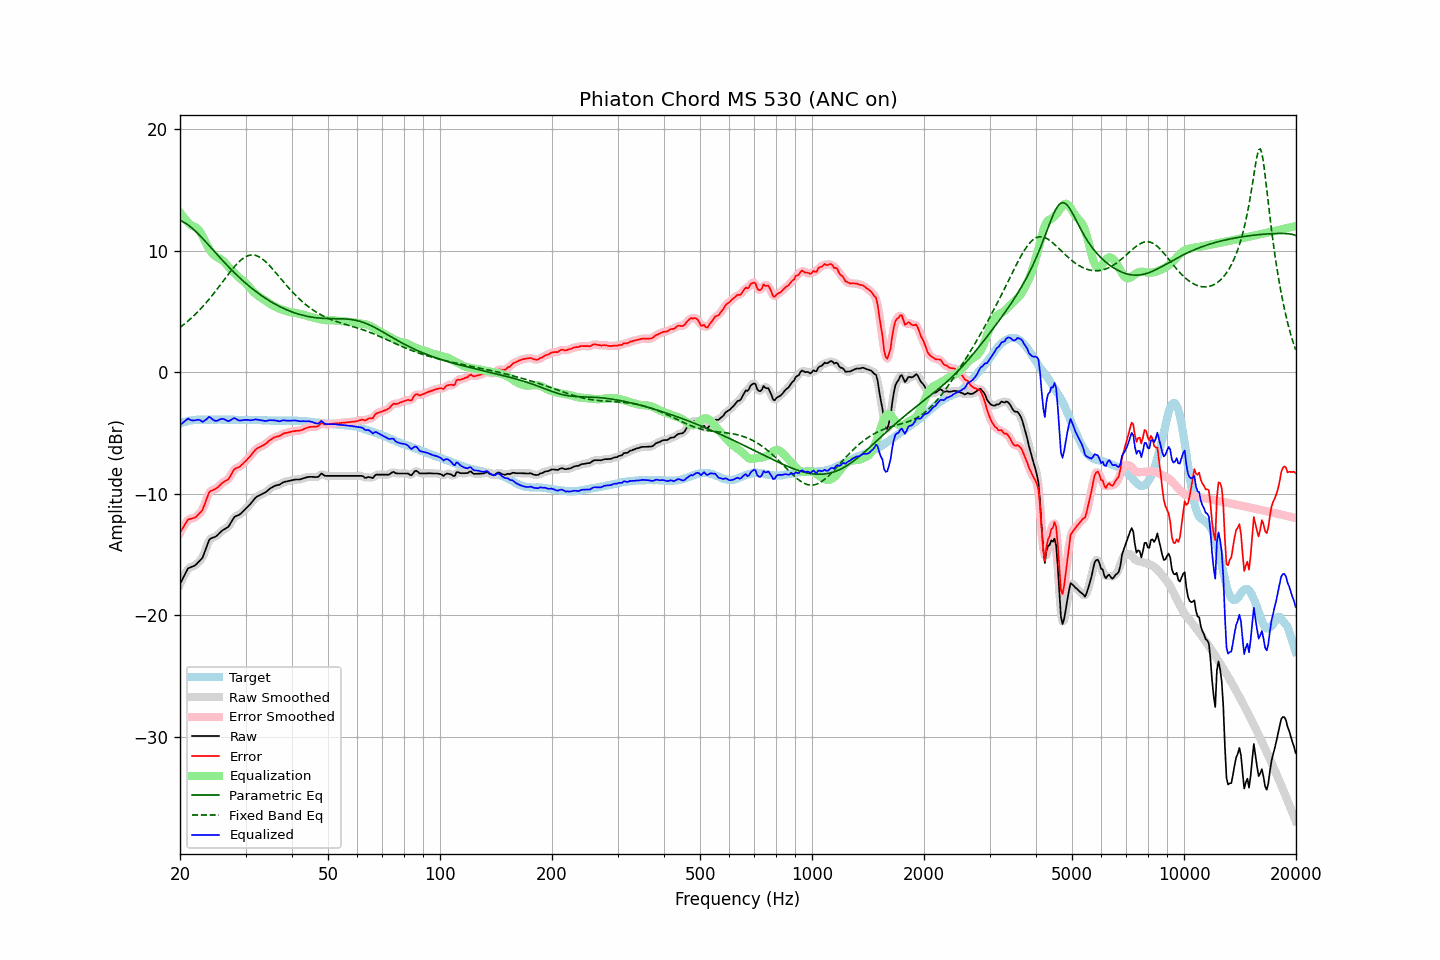 Phiaton Chord MS 530 (ANC on)
20
10
0
−10
−20
−30
Amplitude (dBr)
Target
Raw Smoothed
Error Smoothed
Raw
Error
Equalization
Parametric Eq
Fixed Band Eq
Equalized
20 50 100 200 500 1000 2000 5000 10000 20000
Frequency (Hz)